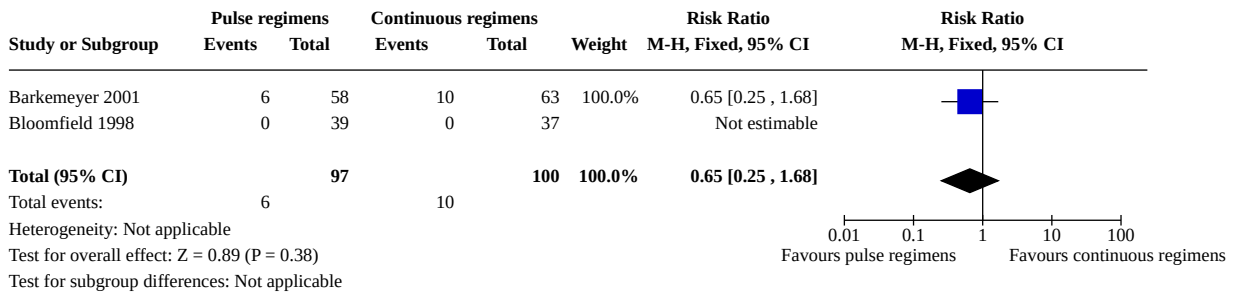 Pulse regimens Continuous regimens Risk Ratio Risk Ratio
Study or Subgroup Events Total Events Total Weight M-H, Fixed, 95% CI M-H, Fixed, 95% CI
Barkemeyer 2001 6 58 10 63 100.0% 0.65 [0.25 , 1.68]
Bloomfield 1998 0 39 0 37 Not estimable
Total (95% CI) 97 100 100.0% 0.65 [0.25 , 1.68]
Total events: 6 10
Heterogeneity: Not applicable
0.01 0.1 1 10 100
Test for overall effect: Z = 0.89 (P = 0.38) Favours pulse regimens Favours continuous regimens
Test for subgroup differences: Not applicable